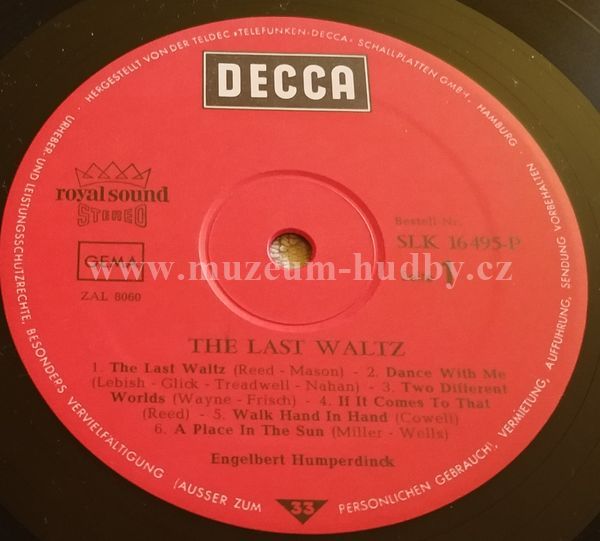 URHEBER- UND LEISTUNGSSCHUTZRECHTE, BESONDERS VERVIELFÄLTIGUNG (AUSSER ZUM PERSÖNLICHEN GEBRAUCH), VERMIETUNG, AUFFÜHRUNG, SENDUNG VORBEHALTEN
· HERGESTELLT VON DER TELDEC »TELEFUNKEN-DECCA« SCHALLPLATTEN GMBH., HAMBURG ·
DECCA
royal sound
STEREO
GEMA
ZAL 8060
Bestell Nr.
SLK 16 495-P
1
www.muzeum-hudby.cz
THE LAST WALTZ
1. The Last Waltz (Reed - Mason) - 2. Dance With Me
(Lebish - Glick - Treadwell - Nahan) - 3. Two Different
Worlds (Wayne - Frisch) - 4. If It Comes To That
(Reed) - 5. Walk Hand In Hand (Cowell)
6. A Place In The Sun (Miller - Wells)
Engelbert Humperdinck
33